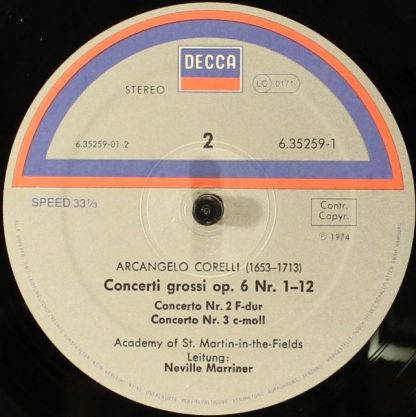 DECCA
STEREO
LC 0171
6.35259-01-2
2
6.35259-1
SPEED 33⅓
Contr.
Copyr.
℗ 1974
ARCANGELO CORELLI (1653–1713)
Concerti grossi op. 6 Nr. 1–12
Concerto Nr. 2 F-dur
Concerto Nr. 3 c-moll
Academy of St. Martin-in-the-Fields
Leitung:
Neville Marriner